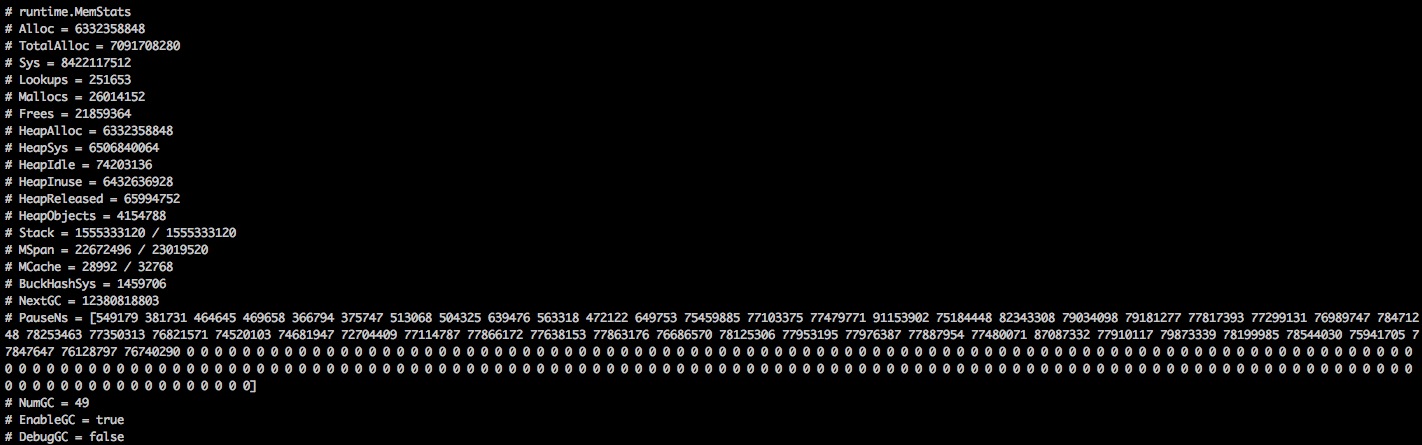 # runtime.MemStats
# Alloc = 6332358848
# TotalAlloc = 7091708280
# Sys = 8422117512
# Lookups = 251653
# Mallocs = 26014152
# Frees = 21859364
# HeapAlloc = 6332358848
# HeapSys = 6506840064
# HeapIdle = 74203136
# HeapInuse = 6432636928
# HeapReleased = 65994752
# HeapObjects = 4154788
# Stack = 1555333120 / 1555333120
# MSpan = 22672496 / 23019520
# MCache = 28992 / 32768
# BuckHashSys = 1459706
# NextGC = 12380818803
# PauseNs = [549179 381731 464645 469658 366794 375747 513068 504325 639476 563318 472122 649753 75459885 77103375 77479771 91153902 75184448 82343308 79034098 79181277 77817393 77299131 76989747 784712
48 78253463 77350313 76821571 74520103 74681947 72704409 77114787 77866172 77638153 77863176 76686570 78125306 77953195 77976387 77887954 77480071 87087332 77910117 79873339 78199985 78544030 75941705 7
7847647 76128797 76740290 0 0 0 0 0 0 0 0 0 0 0 0 0 0 0 0 0 0 0 0 0 0 0 0 0 0 0 0 0 0 0 0 0 0 0 0 0 0 0 0 0 0 0 0 0 0 0 0 0 0 0 0 0 0 0 0 0 0 0 0 0 0 0 0 0 0 0 0 0 0 0 0 0 0 0 0 0 0 0 0 0 0 0 0 0 0 0 0
0 0 0 0 0 0 0 0 0 0 0 0 0 0 0 0 0 0 0 0 0 0 0 0 0 0 0 0 0 0 0 0 0 0 0 0 0 0 0 0 0 0 0 0 0 0 0 0 0 0 0 0 0 0 0 0 0 0 0 0 0 0 0 0 0 0 0 0 0 0 0 0 0 0 0 0 0 0 0 0 0 0 0 0 0 0 0 0 0 0 0 0 0 0 0 0 0 0 0 0 0
0 0 0 0 0 0 0 0 0 0 0 0 0 0 0 0 0 0]
# NumGC = 49
# EnableGC = true
# DebugGC = false